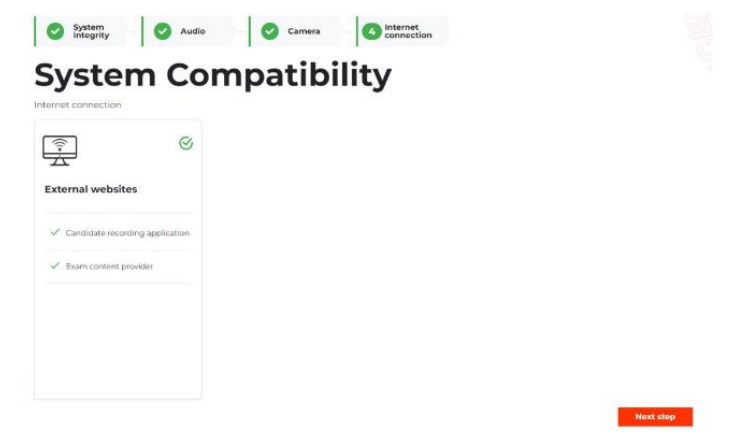 System
integrity
Audio
Camera
4
Internet
connection
System Compatibility
Internet connection
External websites
Candidate recording application
Exam content provider
Next step